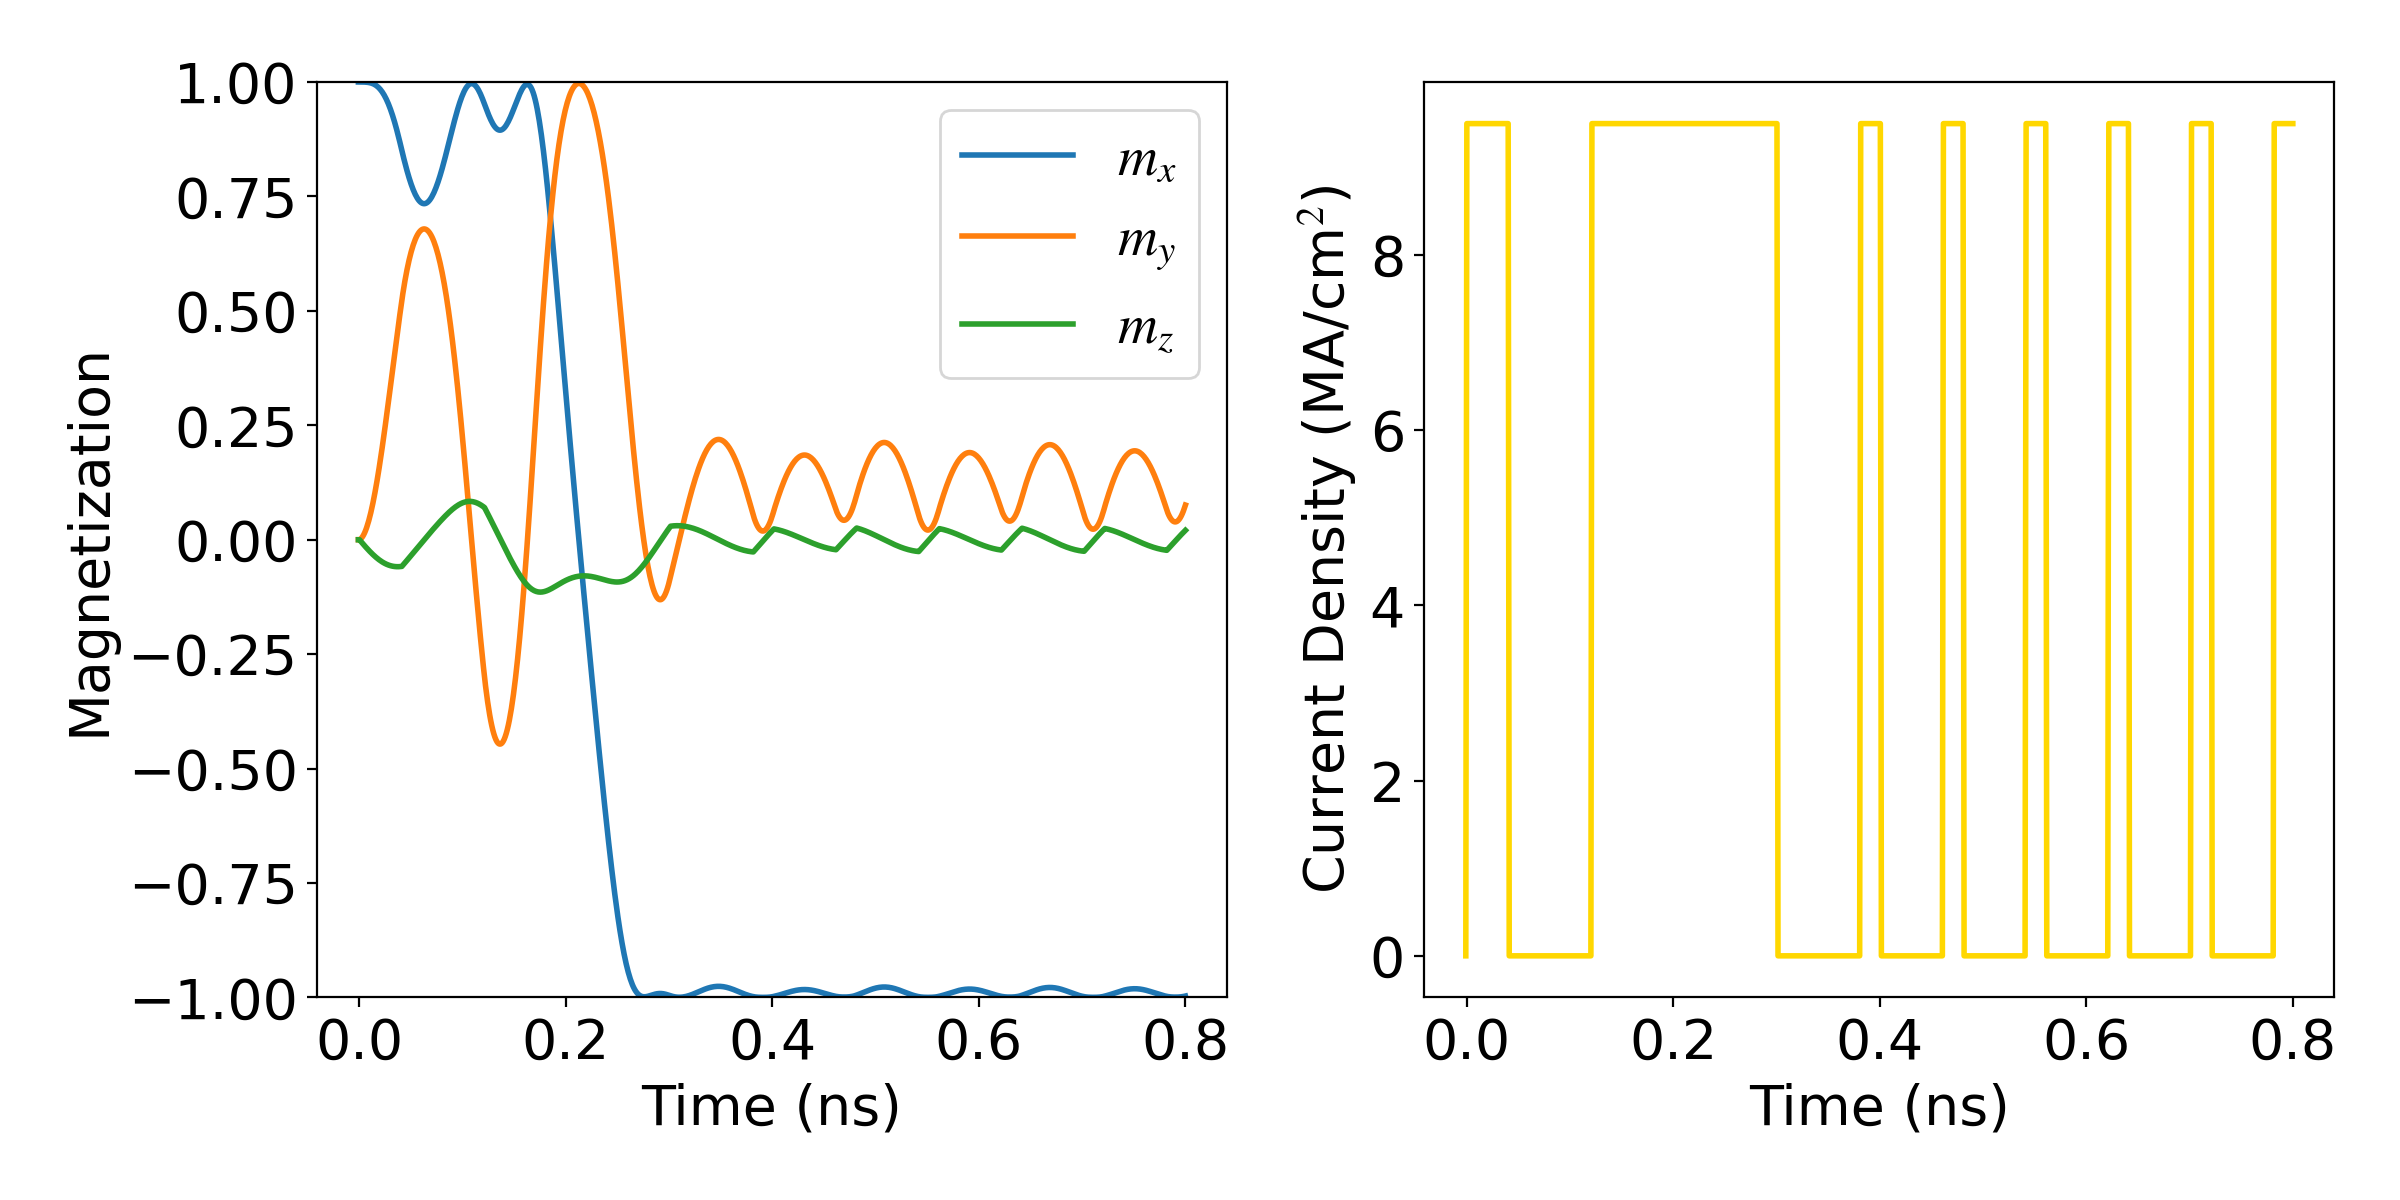 Magnetization
1.00
0.75
0.50
0.25
0.00
−0.25
−0.50
−0.75
−1.00
0.0 0.2 0.4 0.6 0.8
Time (ns)
m_x
m_y
m_z
Current Density (MA/cm²)
8
6
4
2
0
0.0 0.2 0.4 0.6 0.8
Time (ns)